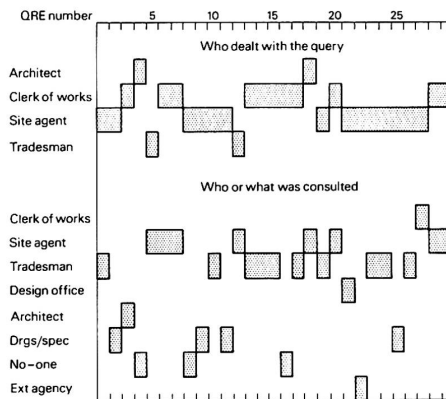 QRE number 5 10 15 20 25
Who dealt with the query
Architect
Clerk of works
Site agent
Tradesman
Who or what was consulted
Clerk of works
Site agent
Tradesman
Design office
Architect
Drgs/spec
No–one
Ext agency